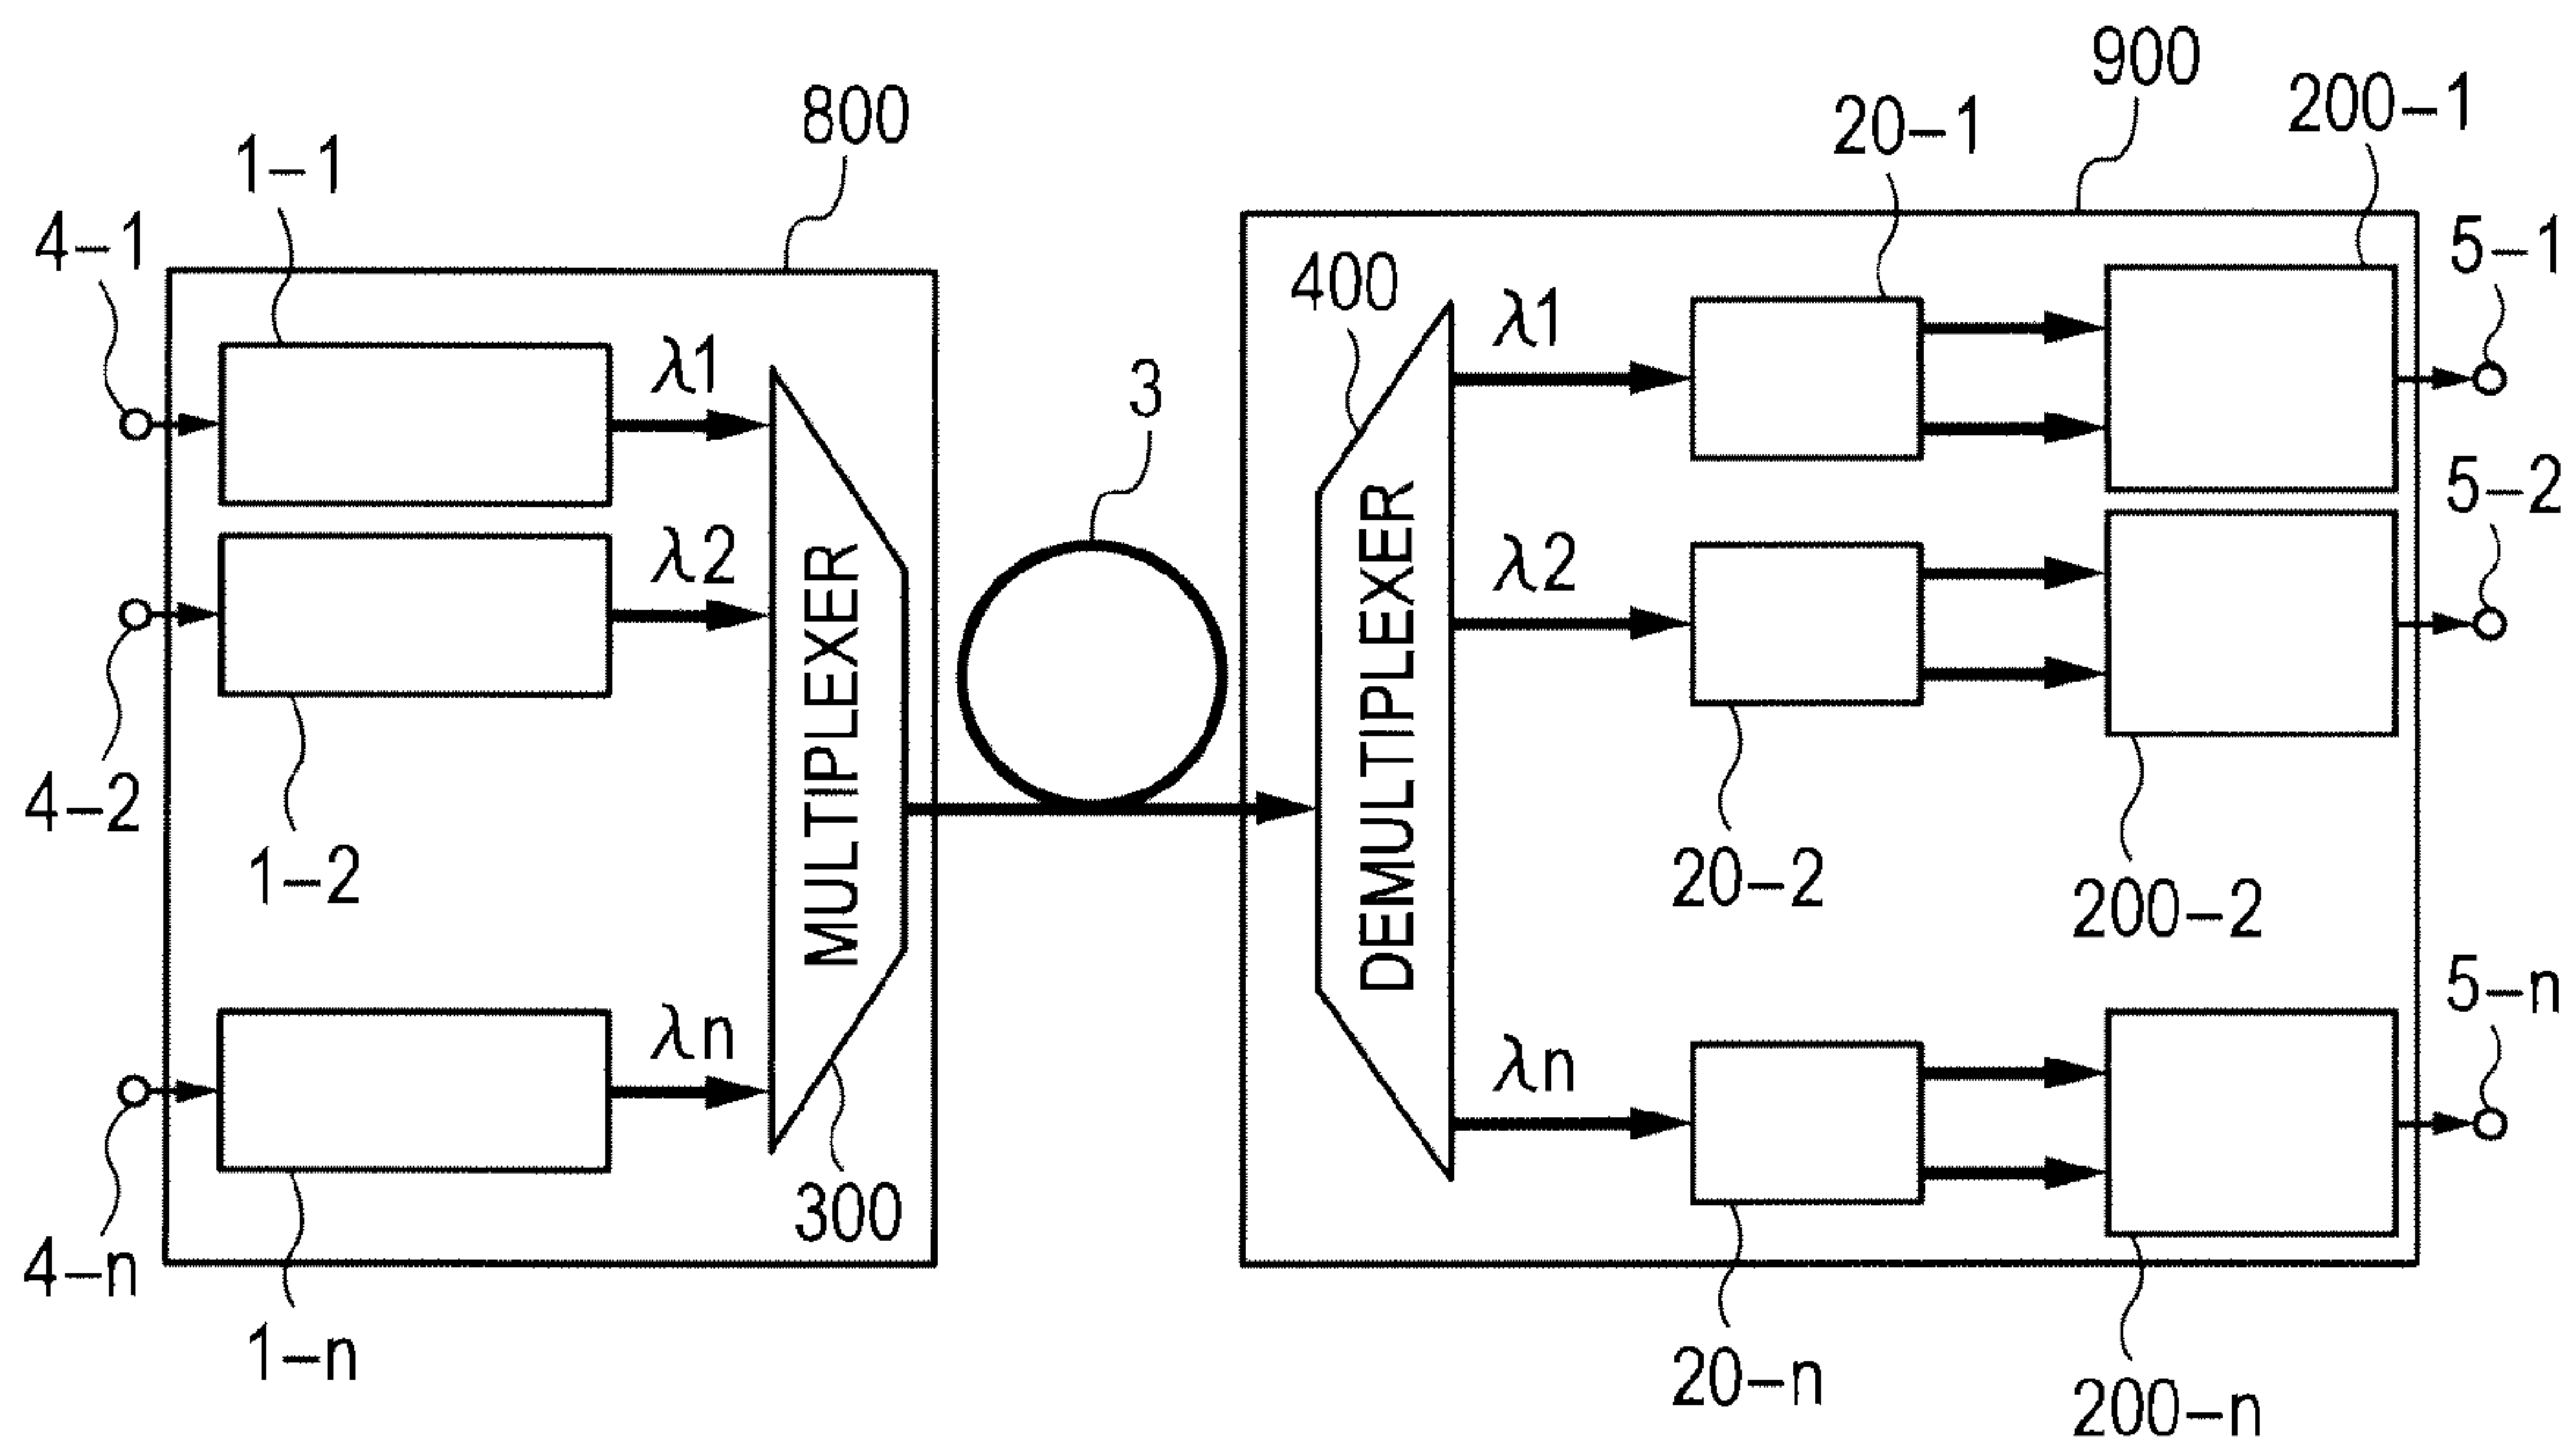 900
200-1
800
20-1
1-1
4-1
5-1
400
λ1
λ1
3
5-2
λ2
λ2
MULTIPLEXER
DEMULTIPLEXER
4-2
1-2
20-2
200-2
5-n
λn
λn
300
4-n
1-n
20-n
200-n